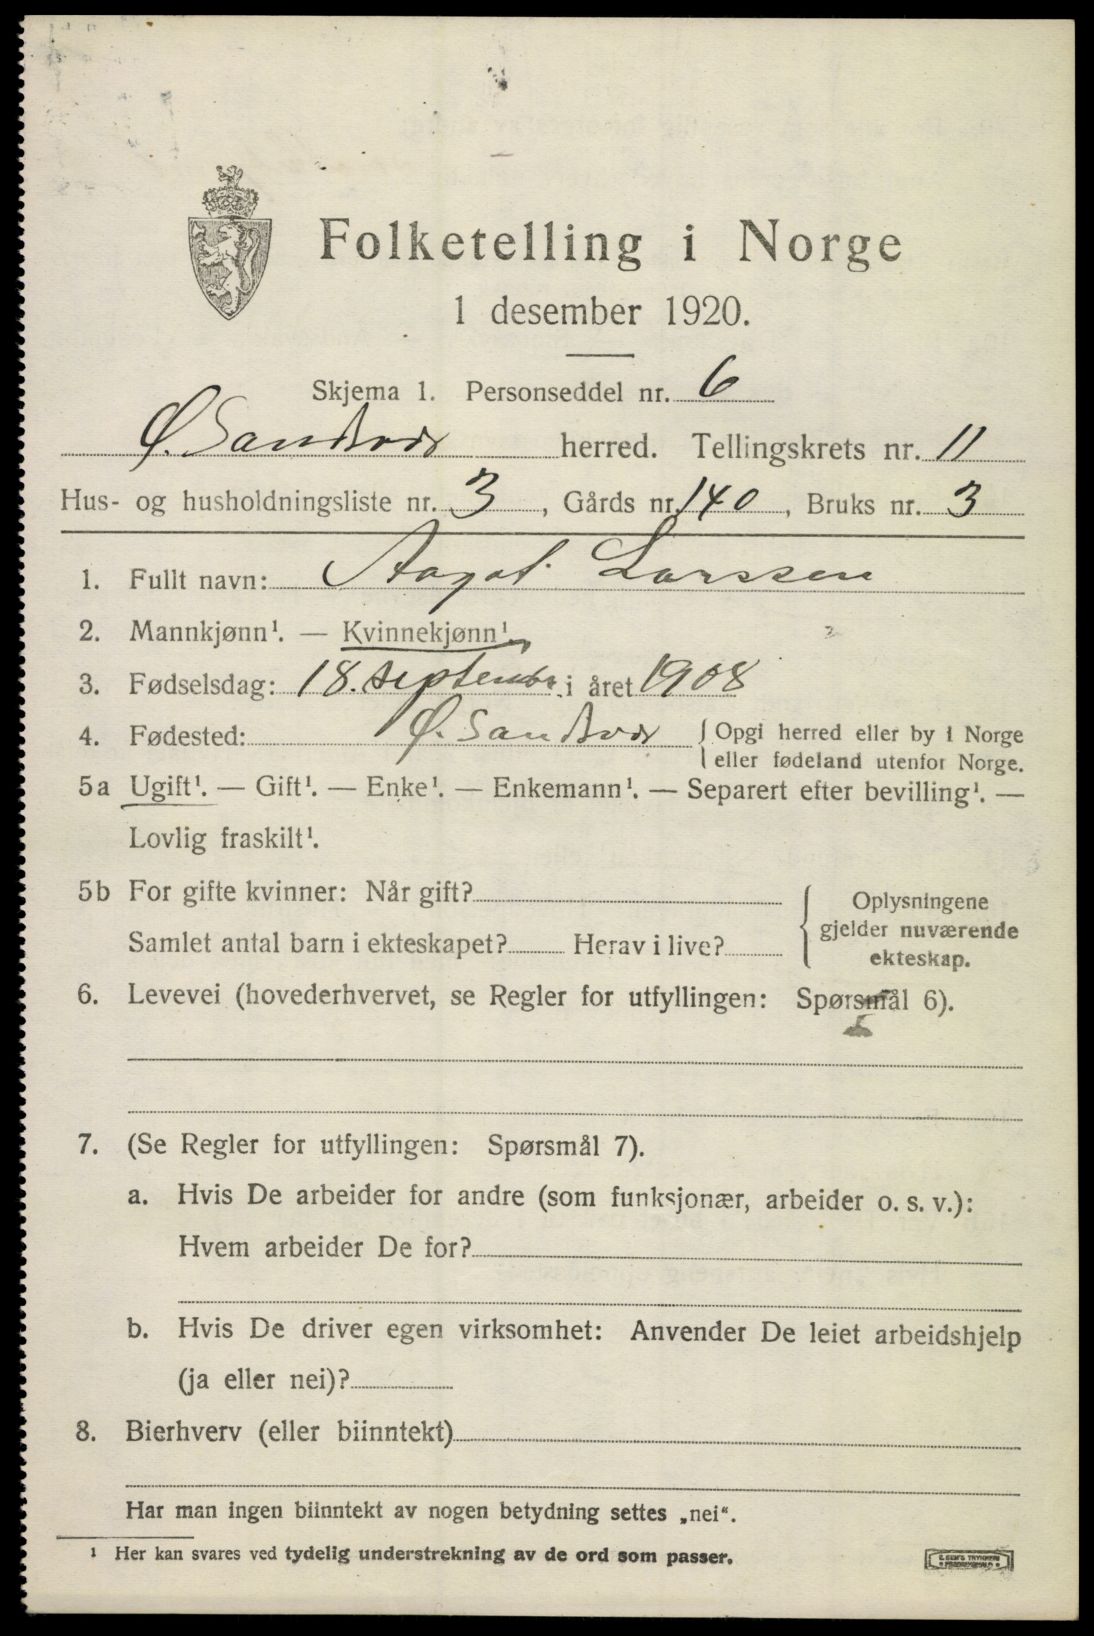 Folketelling i Norge
1 desember 1920.
Skjema 1. Personseddel nr. 6
Ø. Sandsvær herred. Tellingskrets nr. 11
Hus- og husholdningsliste nr. 3, Gårds nr. 140, Bruks nr. 3
1. Fullt navn: Aagot Larssen
2. Mannkjønn¹. — Kvinnekjønn¹.
3. Fødselsdag: 18. septembr. i året 1908
4. Fødested: Ø. Sandsvær { Opgi herred eller by i Norge
eller fødeland utenfor Norge.
5a Ugift¹. — Gift¹. — Enke¹. — Enkemann¹. — Separert efter bevilling¹. —
Lovlig fraskilt¹.
5b For gifte kvinner: Når gift?
Samlet antal barn i ekteskapet? Herav i live?
Oplysningene
gjelder nuværende
ekteskap.
6. Levevei (hovederhvervet, se Regler for utfyllingen: Spørsmål 6).
7. (Se Regler for utfyllingen: Spørsmål 7).
a. Hvis De arbeider for andre (som funksjonær, arbeider o. s. v.):
Hvem arbeider De for?
b. Hvis De driver egen virksomhet: Anvender De leiet arbeidshjelp
(ja eller nei)?
8. Bierhverv (eller biinntekt)
Har man ingen biinntekt av nogen betydning settes „nei“.
¹ Her kan svares ved tydelig understrekning av de ord som passer.